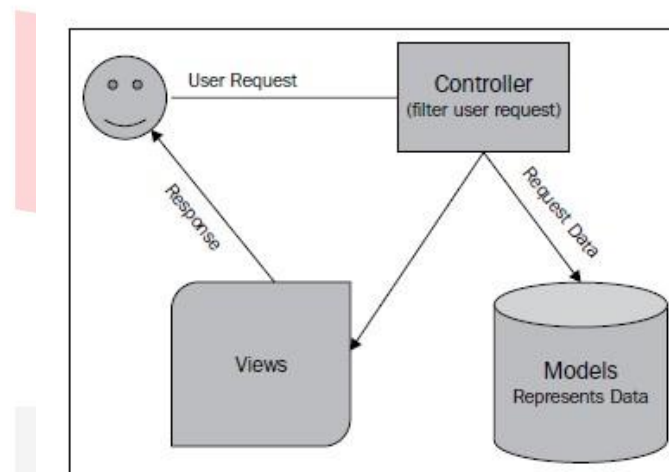 User Request
Controller
(filter user request)
Response
Request Data
Views
Models
Represents Data